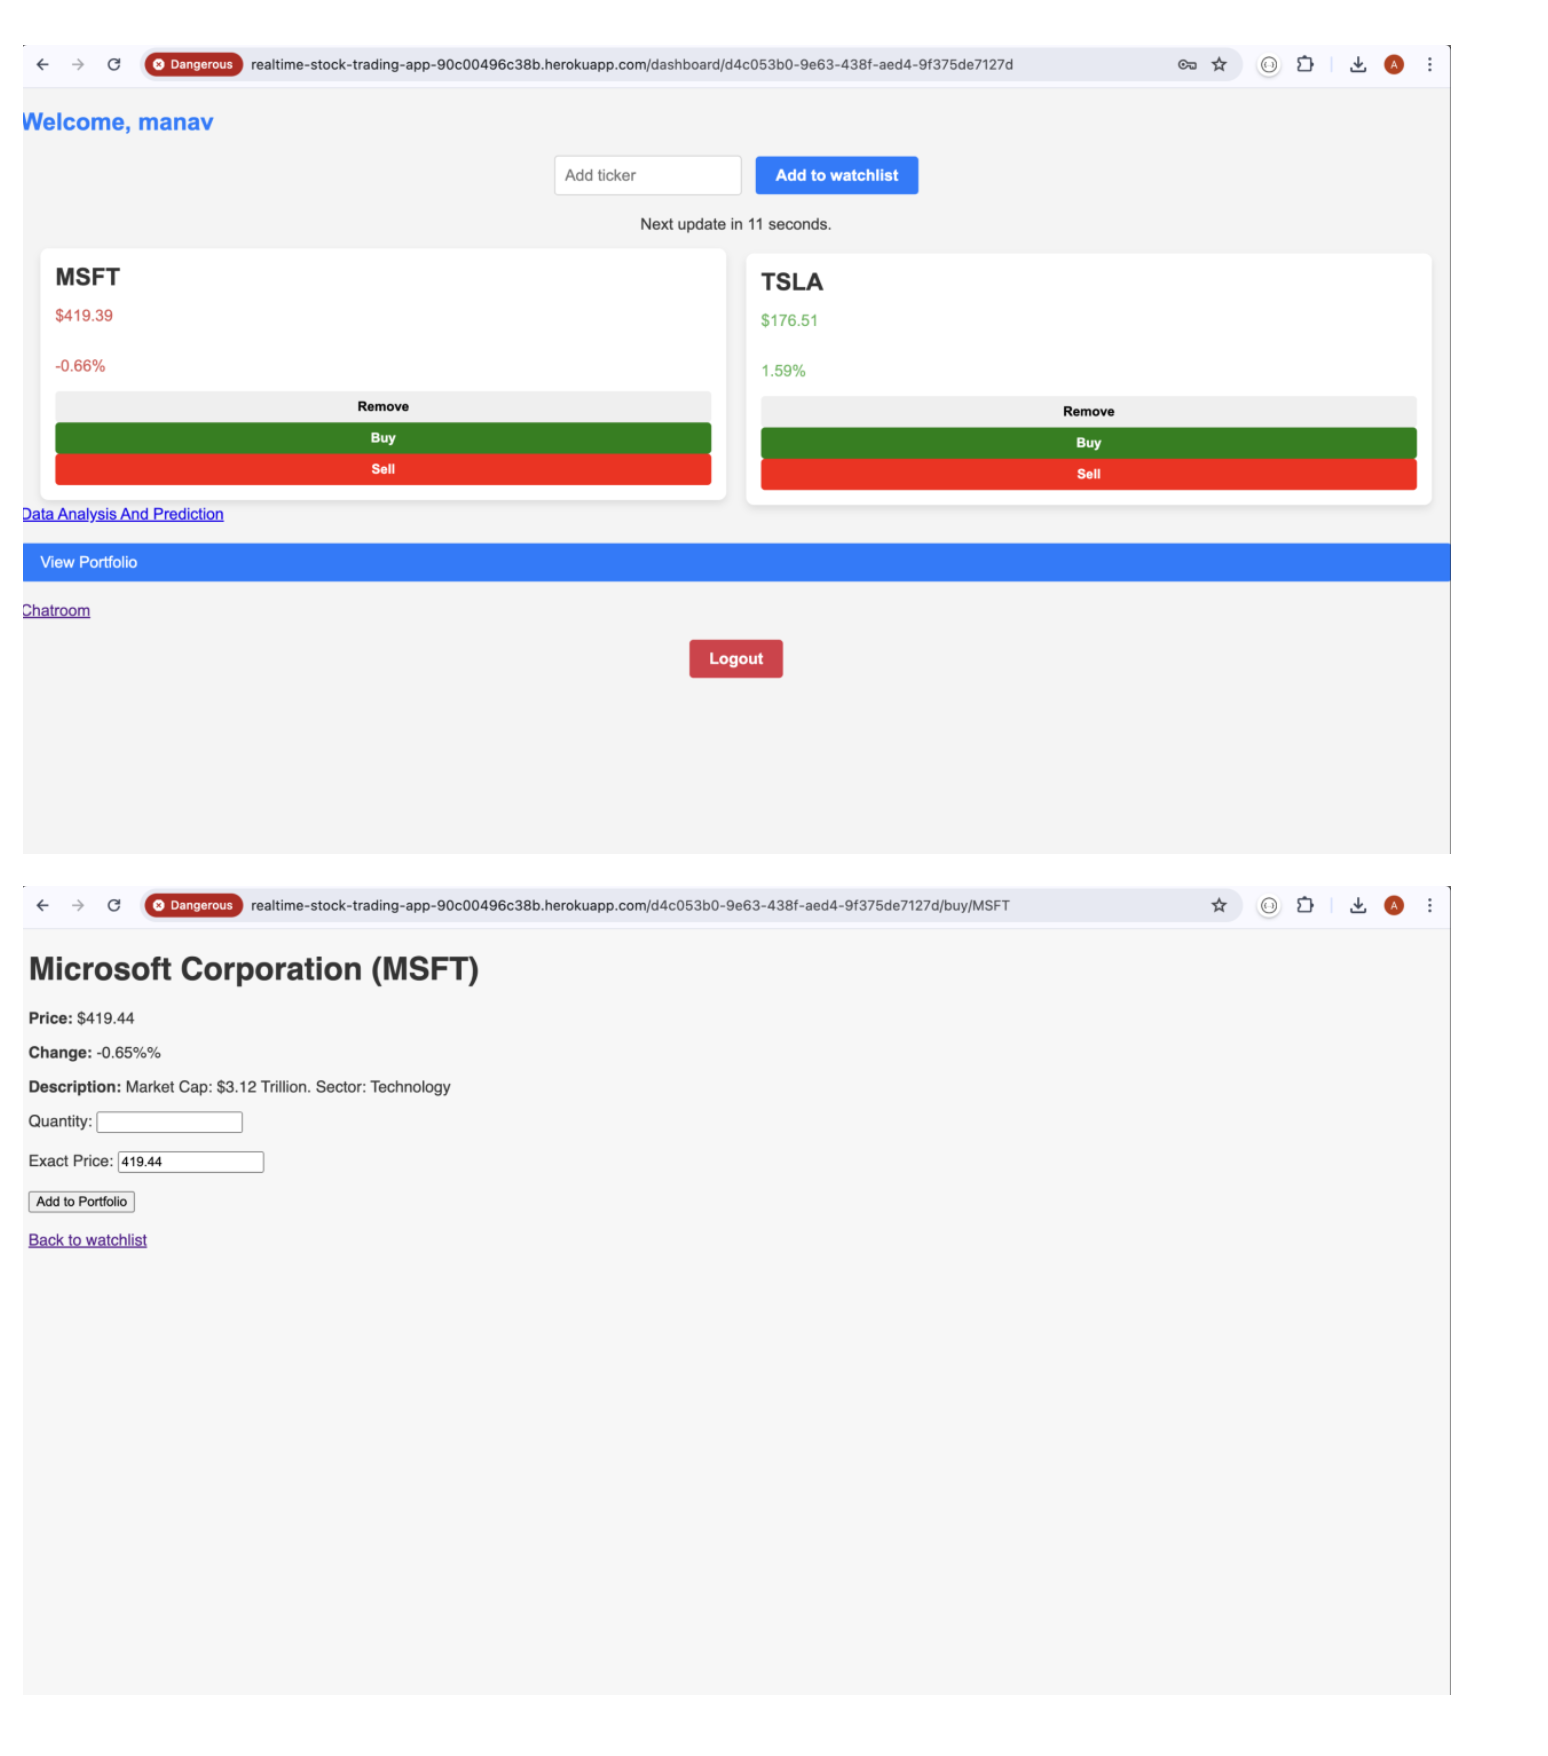 Dangerous realtime-stock-trading-app-90c00496c38b.herokuapp.com/dashboard/d4c053b0-9e63-438f-aed4-9f375de7127d A
Welcome, manav
Add ticker Add to watchlist
Next update in 11 seconds.
MSFT
$419.39
-0.66%
Remove
Buy
Sell
TSLA
$176.51
1.59%
Remove
Buy
Sell
Data Analysis And Prediction
View Portfolio
Chatroom
Logout
Dangerous realtime-stock-trading-app-90c00496c38b.herokuapp.com/d4c053b0-9e63-438f-aed4-9f375de7127d/buy/MSFT A
Microsoft Corporation (MSFT)
Price: $419.44
Change: -0.65%%
Description: Market Cap: $3.12 Trillion. Sector: Technology
Quantity:
Exact Price: 419.44
Add to Portfolio
Back to watchlist